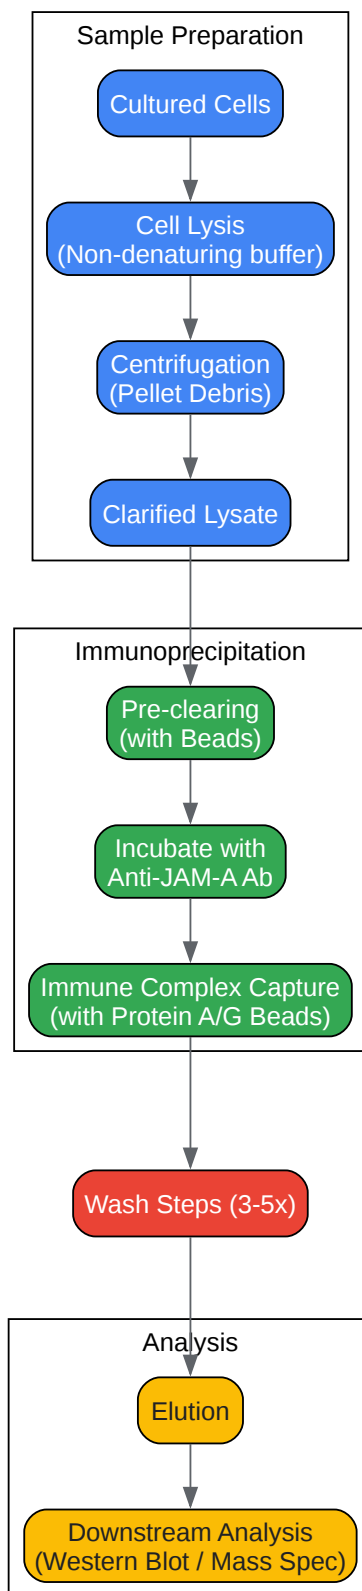 Sample Preparation
Cultured Cells
Cell Lysis
(Non-denaturing buffer)
Centrifugation
(Pellet Debris)
Clarified Lysate
Immunoprecipitation
Pre-clearing
(with Beads)
Incubate with
Anti-JAM-A Ab
Immune Complex Capture
(with Protein A/G Beads)
Wash Steps (3-5x)
Analysis
Elution
Downstream Analysis
(Western Blot / Mass Spec)